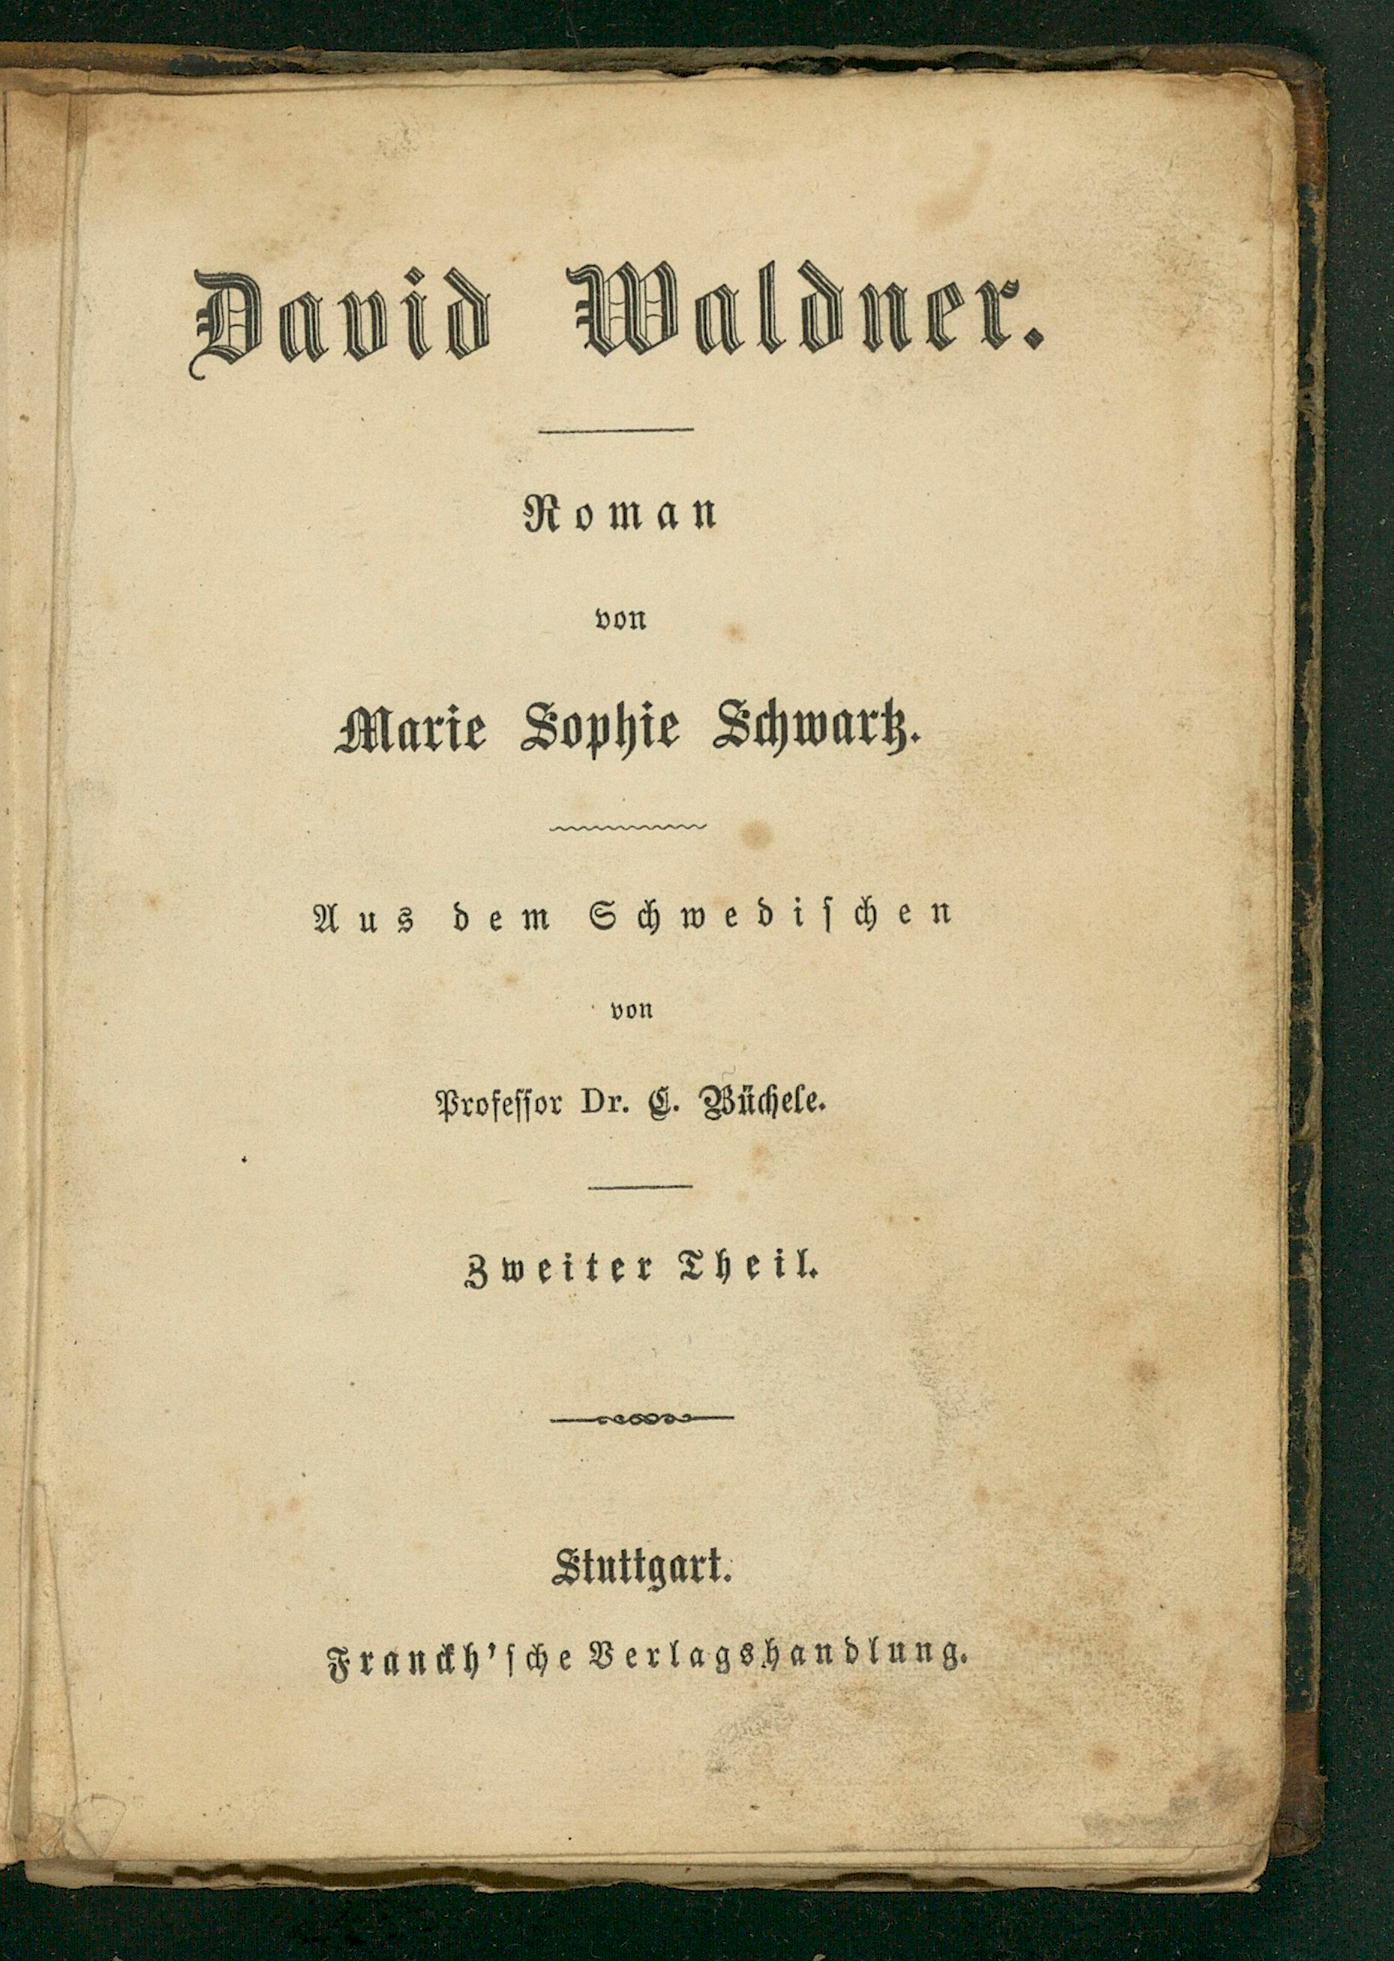 David Waldner.
Roman
von
Marie Sophie Schwartz.
Aus dem Schwedischen
von
Professor Dr. C. Büchele.
Zweiter Theil.
Stuttgart.
Franckh'sche Verlagshandlung.